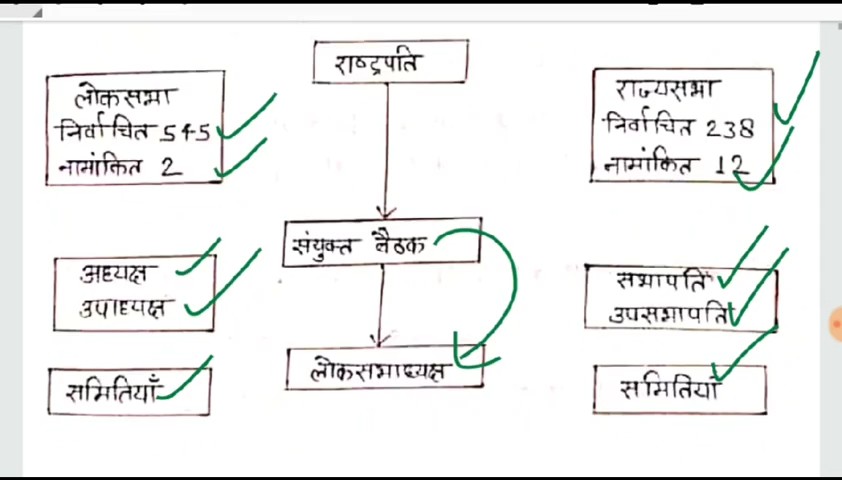 राष्ट्रपति
लोकसभा
निर्वाचित 545
नामांकित 2
राज्यसभा
निर्वाचित 238
नामांकित 12
संयुक्त बैठक
अध्यक्ष
उपाध्यक्ष
सभापति
उपसभापति
लोकसभाध्यक्ष
समितियाँ
समितियाँ